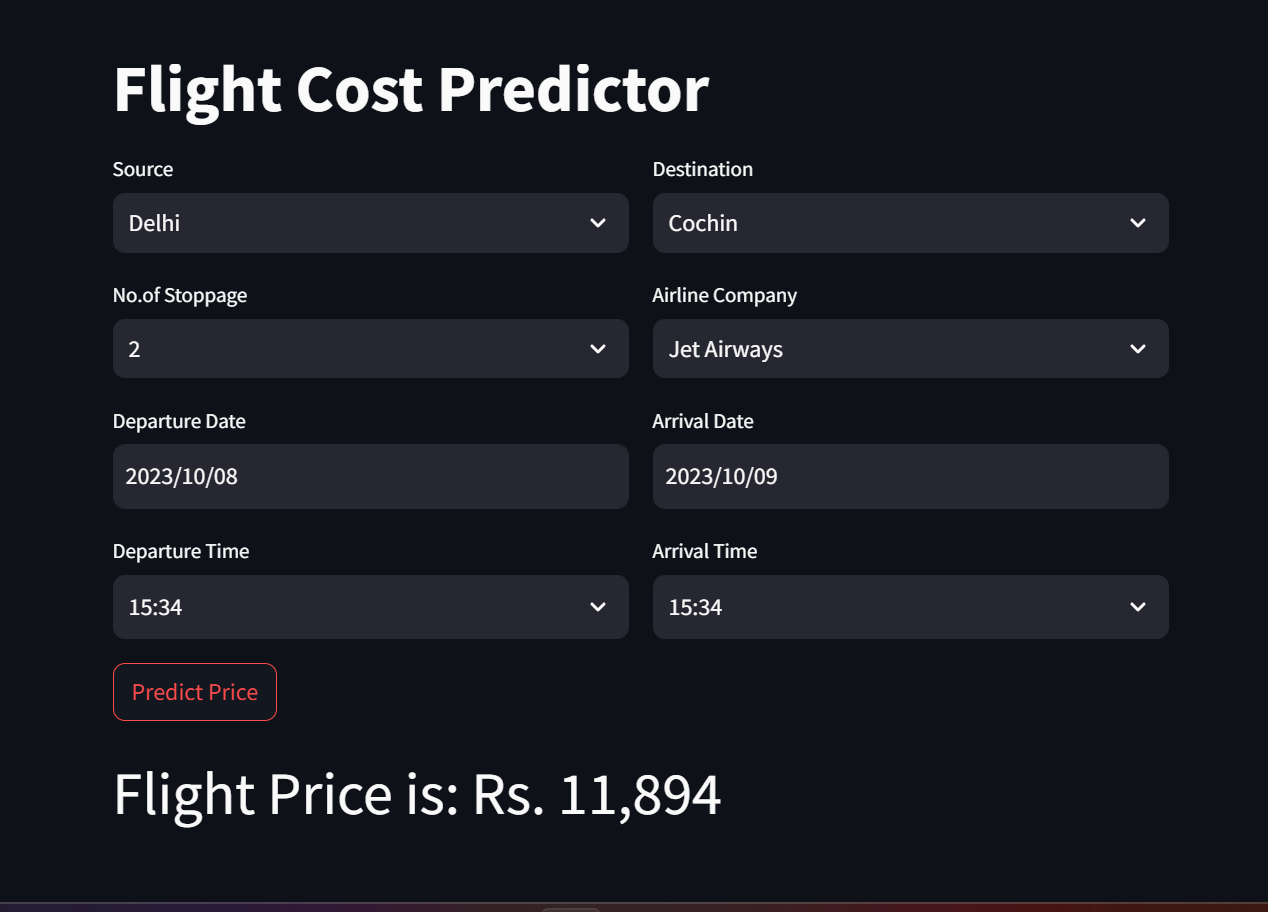 Flight Cost Predictor
Source
Destination
Delhi
Cochin
No.of Stoppage
Airline Company
2
Jet Airways
Departure Date
Arrival Date
2023/10/08
2023/10/09
Departure Time
Arrival Time
15:34
15:34
Predict Price
Flight Price is: Rs. 11,894